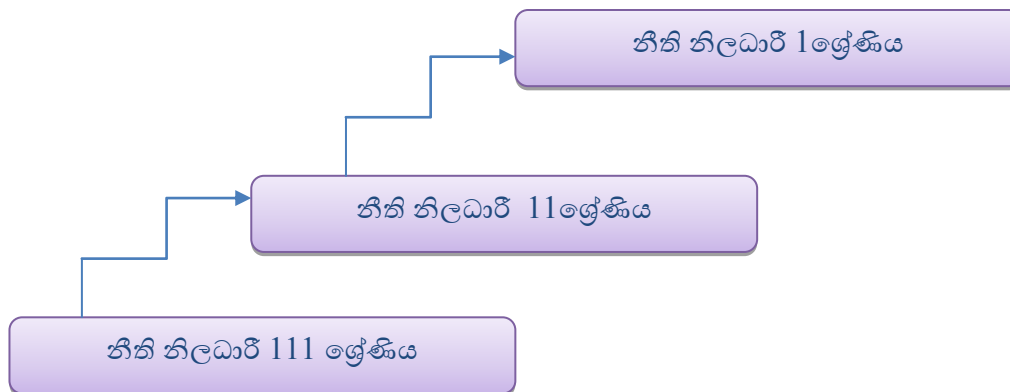 නීති නිලධාරී 1ශ්‍රේණිය
නීති නිලධාරී 11ශ්‍රේණිය
නීති නිලධාරී 111 ශ්‍රේණිය